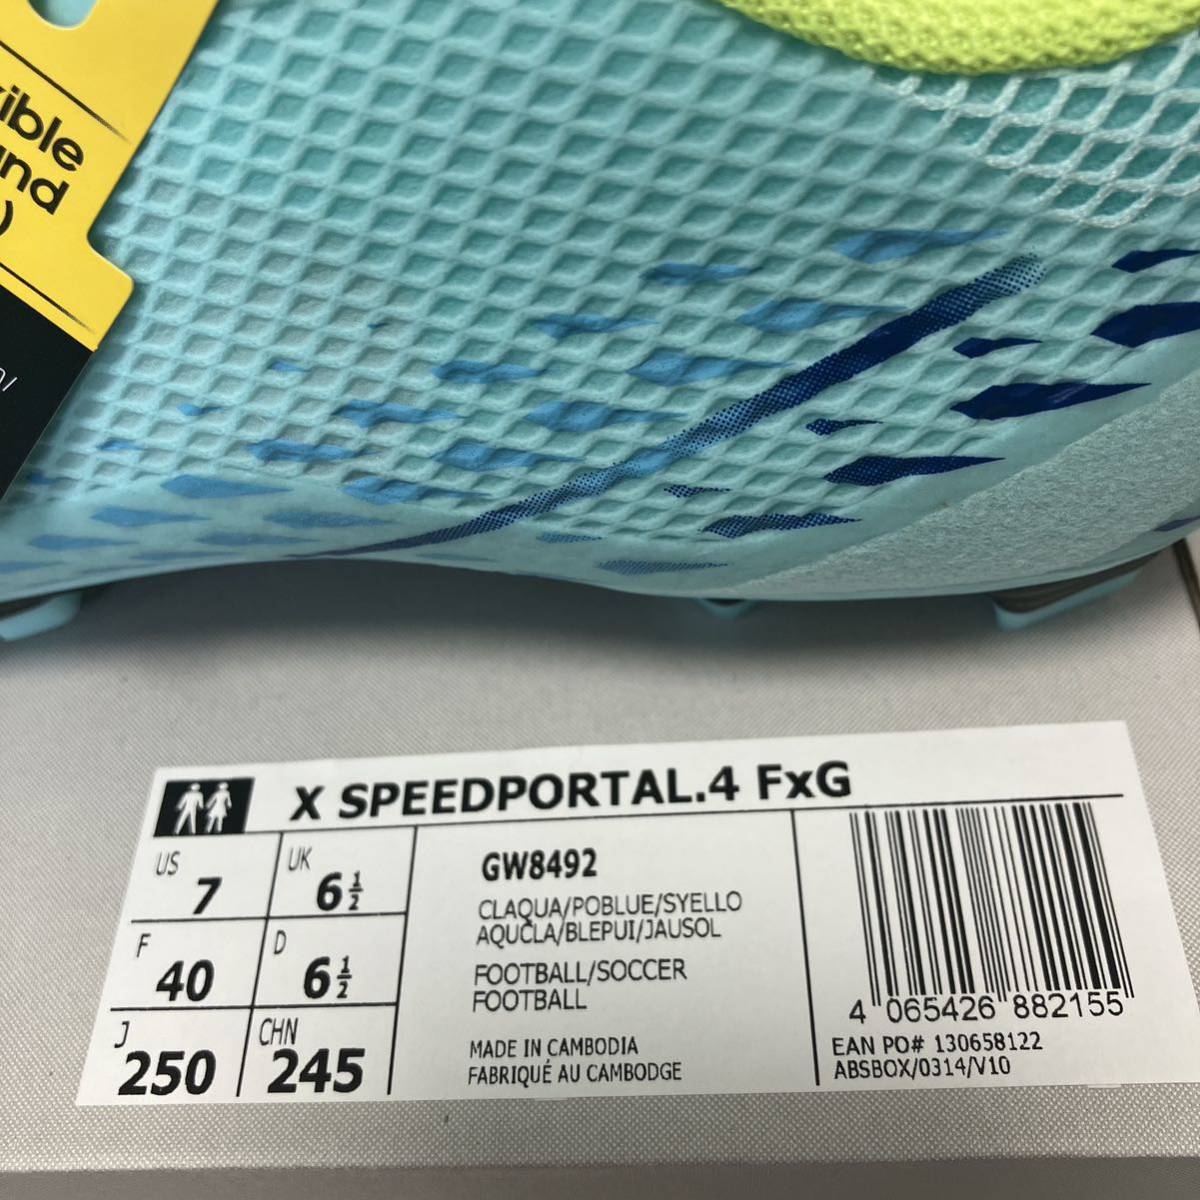 X SPEEDPORTAL.4 FxG
US 7
UK 6½
F 40
D 6½
J 250
CHN 245
GW8492
CLAQUA/POBLUE/SYELLO
AQUCLA/BLEPUI/JAUSOL
FOOTBALL/SOCCER
FOOTBALL
MADE IN CAMBODIA
FABRIQUÉ AU CAMBODGE
4 065426 882155
EAN PO# 130658122
ABSBOX/0314/V10